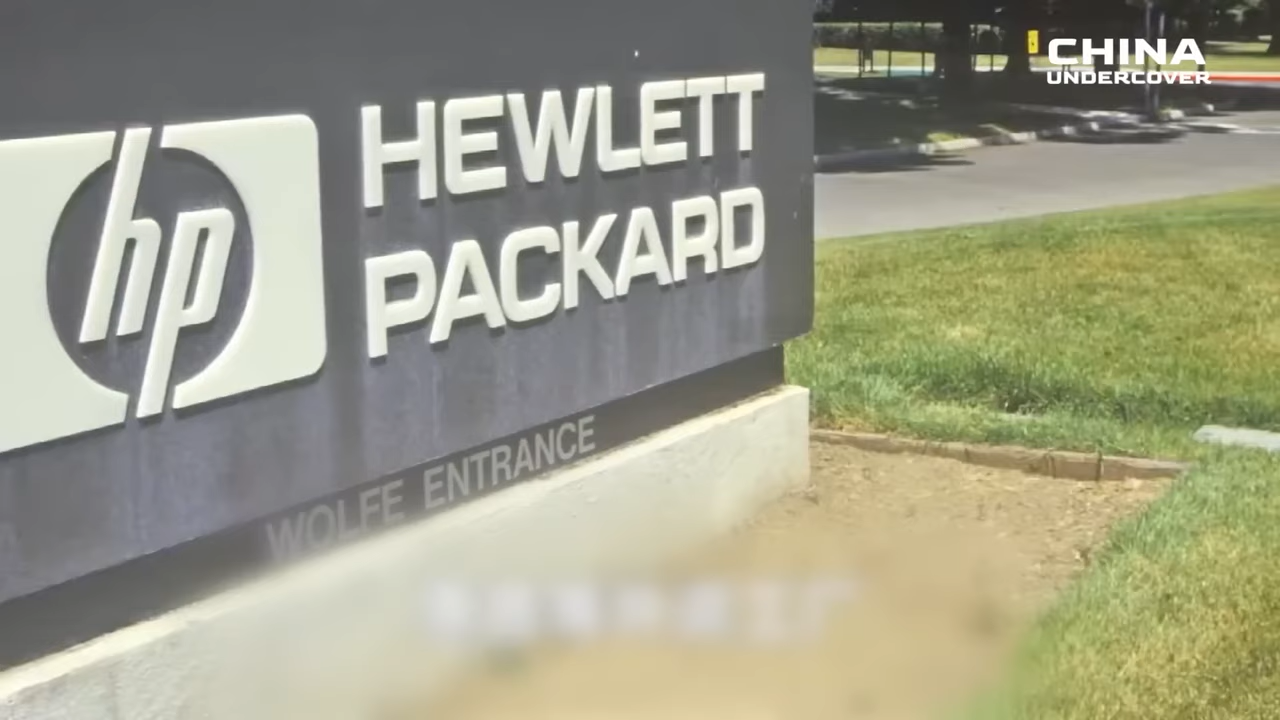 CHINA
UNDERCOVER
hp
HEWLETT
PACKARD
WOLFE ENTRANCE